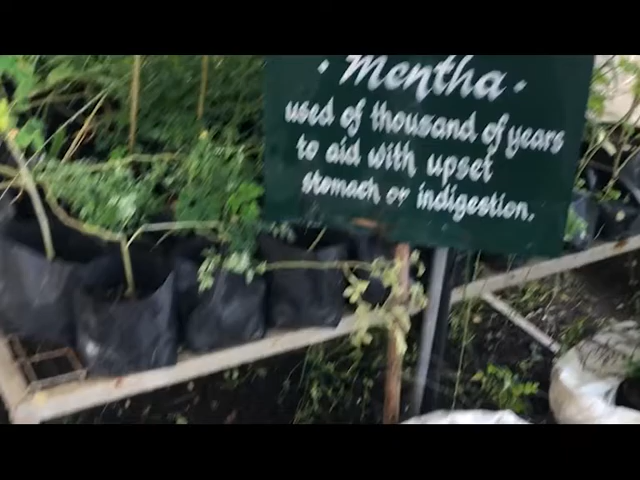 • Mentha •
used of thousand of years
to aid with upset
stomach or indigestion.